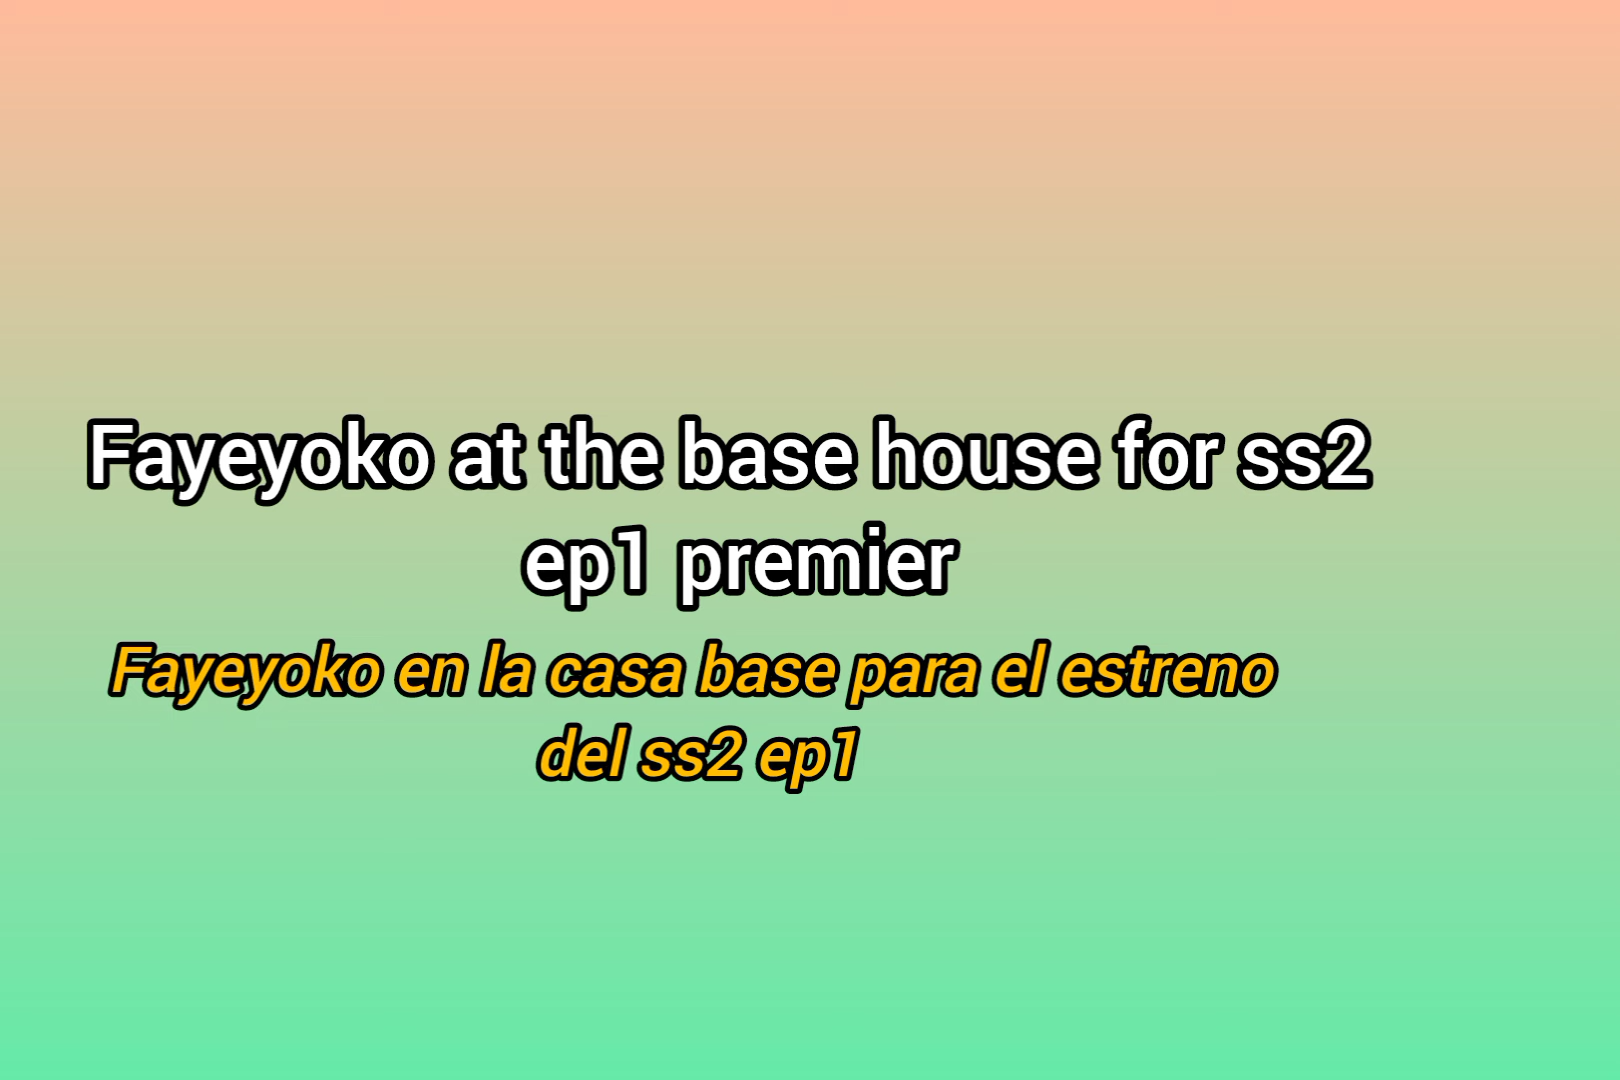 Fayeyoko at the base house for ss2
ep1 premier
Fayeyoko en la casa base para el estreno
del ss2 ep1